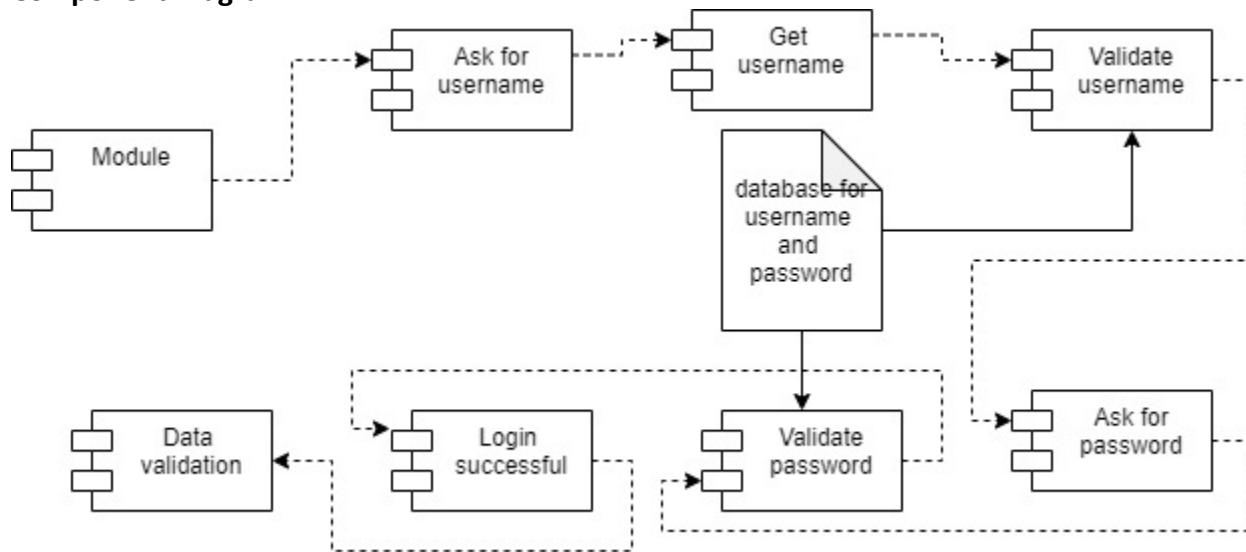 Ask for
username
Get
username
Validate
username
Module
database for
username
and
password
Data
validation
Login
successful
Validate
password
Ask for
password